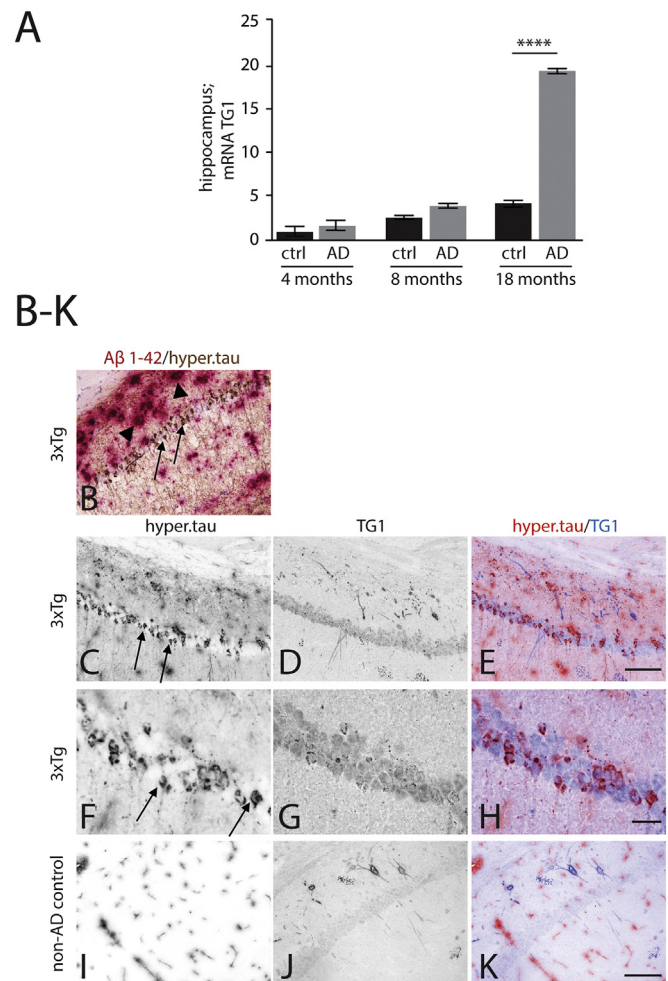 A
hippocampus;
mRNA TG1
25
20
15
10
5
0
****
ctrl AD ctrl AD ctrl AD
4 months 8 months 18 months
B-K
Aβ 1-42/hyper.tau
3xTg
B
hyper.tau TG1 hyper.tau/TG1
3xTg
C D E
3xTg
F G H
non-AD control
I J K